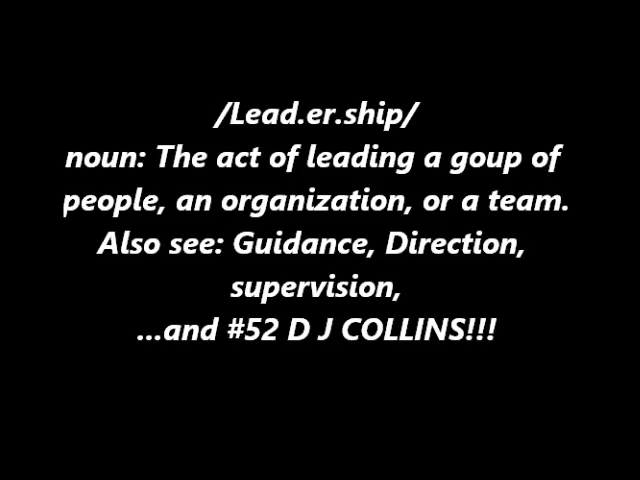 /Lead.er.ship/
noun: The act of leading a goup of
people, an organization, or a team.
Also see: Guidance, Direction,
supervision,
...and #52 D J COLLINS!!!